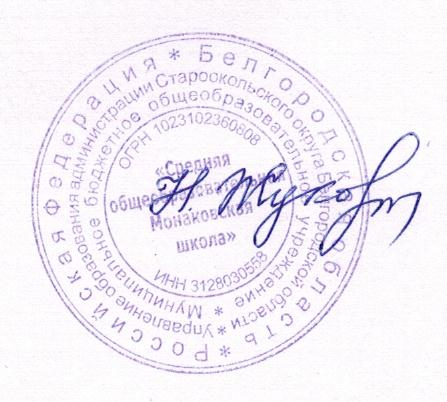 * Российская Федерация * Белгородская область
* Управление образования администрации Старооскольского округа Белгородской области
* Муниципальное бюджетное общеобразовательное учреждение
ОГРН 1023102360808
«Средняя
общеобразовательная
Монаковская
школа»
ИНН 3128030558
Н